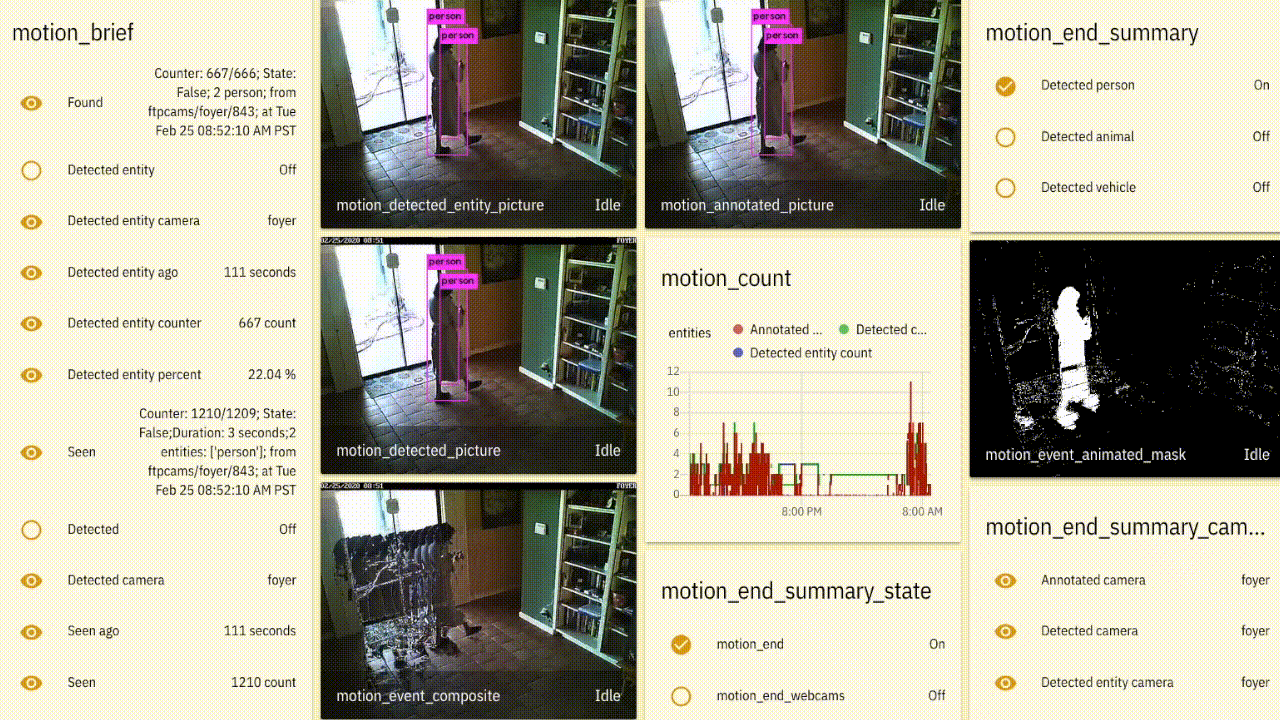 motion_brief
Found
Counter: 667/666; State:
False; 2 person; from
ftpcams/foyer/843; at Tue
Feb 25 08:52:10 AM PST
Detected entity Off
Detected entity camera foyer
Detected entity ago 111 seconds
Detected entity counter 667 count
Detected entity percent 22.04 %
Seen
Counter: 1210/1209; State:
False;Duration: 3 seconds;2
entities: ['person']; from
ftpcams/foyer/843; at Tue
Feb 25 08:52:10 AM PST
Detected Off
Detected camera foyer
Seen ago 111 seconds
Seen 1210 count
person
person
motion_detected_entity_picture Idle
02/25/2020 08:51 FOYER
person
person
motion_detected_picture Idle
02/25/2020 08:51 FOYER
motion_event_composite Idle
person
person
motion_annotated_picture Idle
motion_count
entities Annotated ... Detected c...
Detected entity count
12
10
8
6
4
2
0
8:00 PM 8:00 AM
motion_end_summary_state
motion_end On
motion_end_webcams Off
motion_end_summary
Detected person On
Detected animal Off
Detected vehicle Off
motion_event_animated_mask Idle
motion_end_summary_cam...
Annotated camera foyer
Detected camera foyer
Detected entity camera foyer